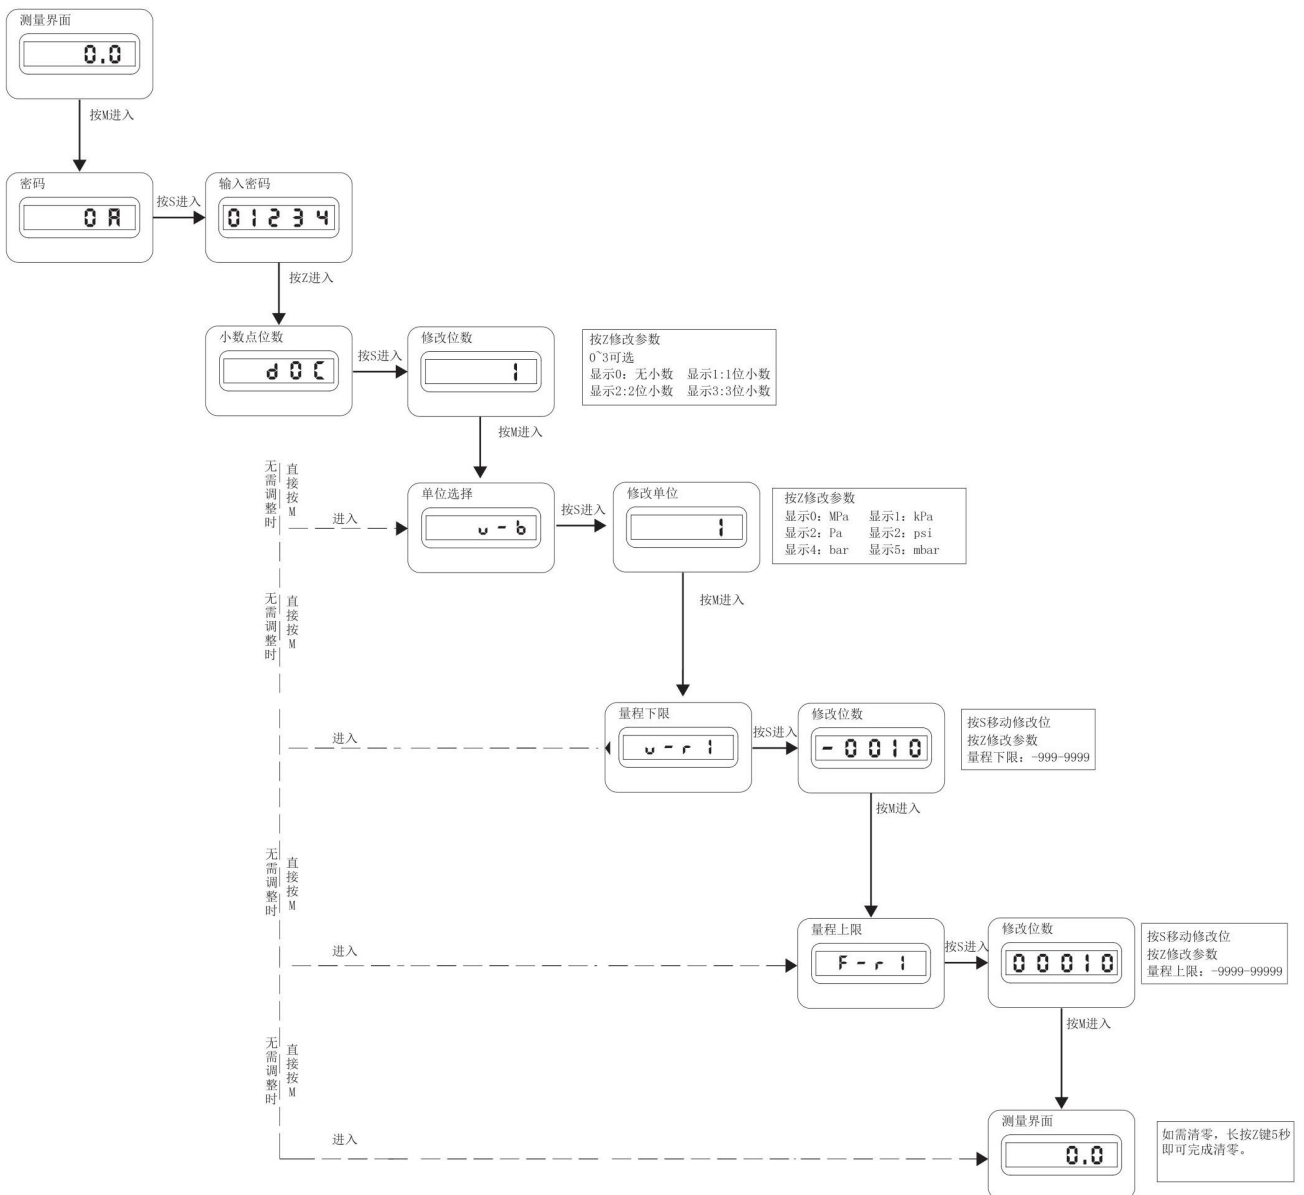 测量界面
0.0
按M进入
密码
0 A
按S进入
输入密码
0 1 2 3 4
按Z进入
小数点位数
d 0 C
按S进入
修改位数
1
按Z修改参数
0~3可选
显示0: 无小数 显示1:1位小数
显示2:2位小数 显示3:3位小数
按M进入
无需调整时
直接按M
进入
单位选择
u - b
按S进入
修改单位
1
按Z修改参数
显示0: MPa 显示1: kPa
显示2: Pa 显示2: psi
显示4: bar 显示5: mbar
按M进入
无需调整时
直接按M
进入
量程下限
u - r 1
按S进入
修改位数
- 0 0 1 0
按S移动修改位
按Z修改参数
量程下限: -999-9999
按M进入
无需调整时
直接按M
进入
量程上限
F - r 1
按S进入
修改位数
0 0 0 1 0
按S移动修改位
按Z修改参数
量程上限: -9999-99999
按M进入
无需调整时
直接按M
进入
测量界面
0.0
如需清零，长按Z键5秒
即可完成清零。